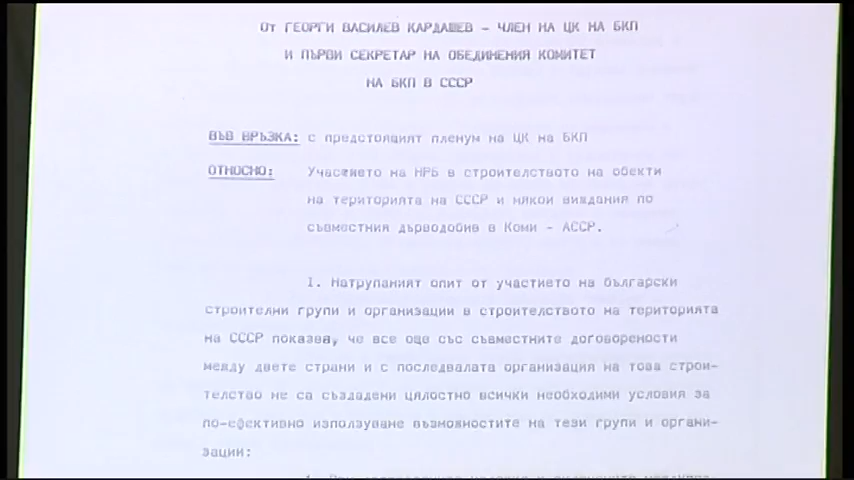 От ГЕОРГИ ВАСИЛЕВ КАРДАШЕВ – ЧЛЕН НА ЦК НА БКП
И ПЪРВИ СЕКРЕТАР НА ОБЕДИНЕНИЯ КОМИТЕТ
НА БКП В СССР
ВЪВ ВРЪЗКА: с предстоящият пленум на ЦК на БКП
ОТНОСНО: Участието на НРБ в строителството на обекти
на територията на СССР и някои виждания по
съвместния дърводобив в Коми – АССР.
1. Натрупаният опит от участието на български
строителни групи и организации в строителството на територията
на СССР показва, че все още със съвместните договорености
между двете страни и с последвалата организация на това строи-
телство не са създадени цялостно всички необходими условия за
по-ефективно използуване възможностите на тези групи и органи-
зации: